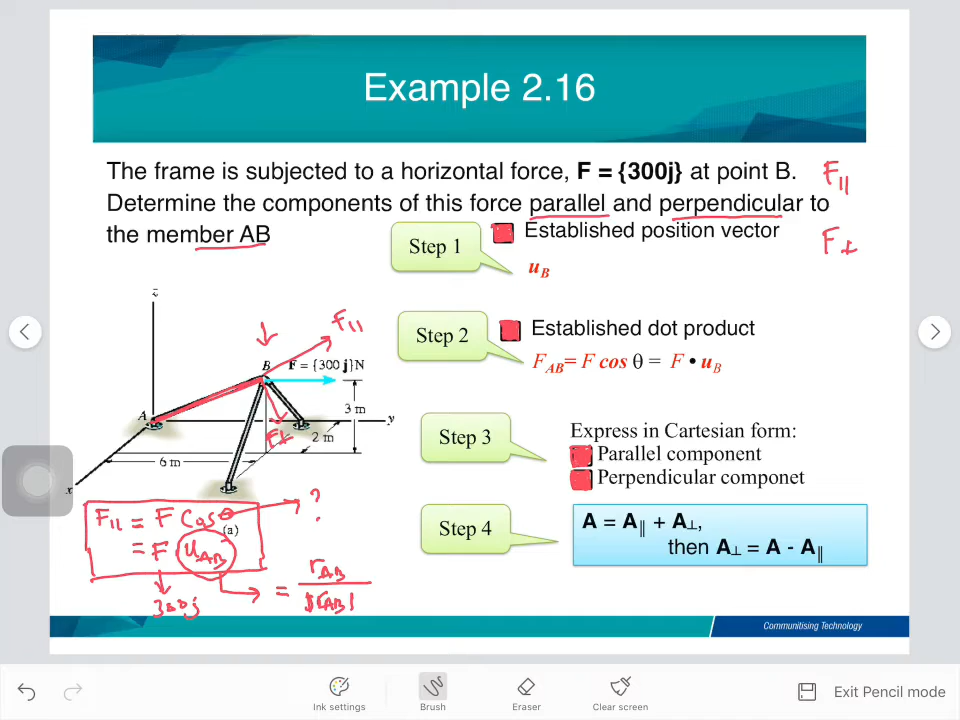 Example 2.16
The frame is subjected to a horizontal force, F = {300j} at point B.
Determine the components of this force parallel and perpendicular to
the member AB
F||
F⊥
Step 1
Established position vector
uB
Step 2
Established dot product
FAB= F cos θ = F • uB
Step 3
Express in Cartesian form:
Parallel component
Perpendicular componet
Step 4
A = A|| + A⊥,
then A⊥ = A - A||
z
F||
B
F = {300 j}N
A
3 m
y
F⊥
2 m
6 m
x
(a)
F|| = F Cos θ
?
= F · uAB
300j
= rAB
|rAB|
Communitising Technology
Ink settings
Brush
Eraser
Clear screen
Exit Pencil mode